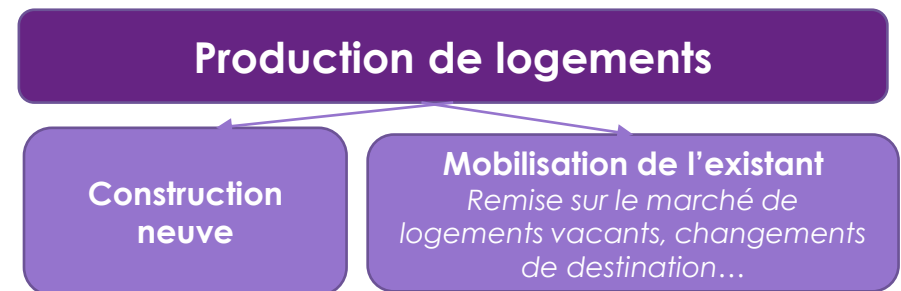 Production de logements
Construction
neuve
Mobilisation de l’existant
Remise sur le marché de
logements vacants, changements
de destination…